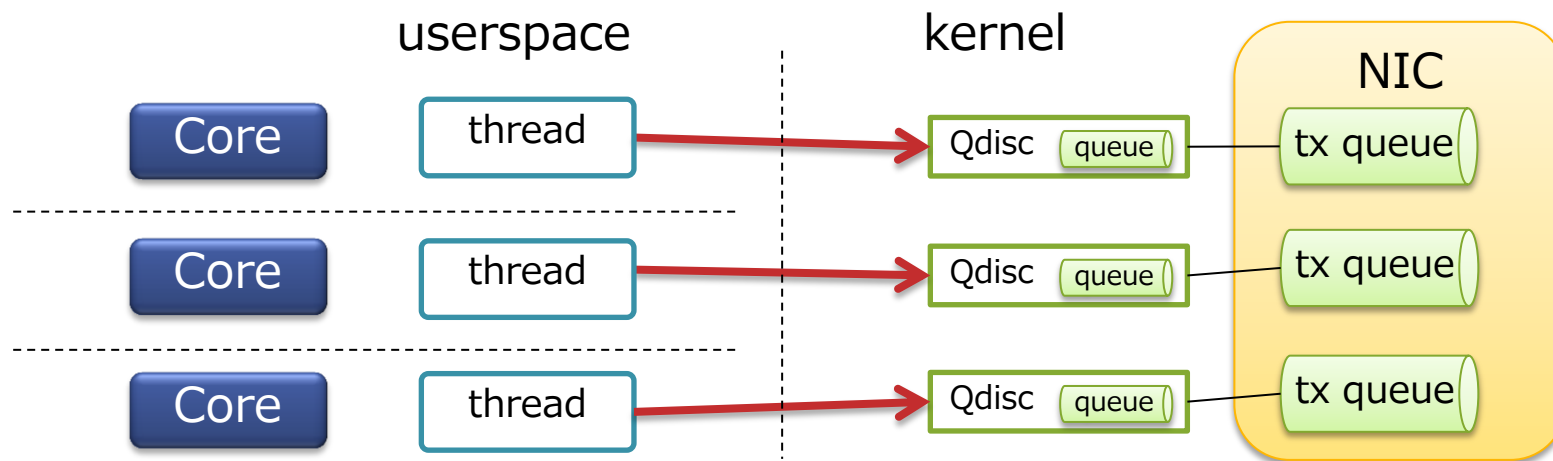 userspace
kernel
NIC
Core
thread
Qdisc
queue
tx queue
Core
thread
Qdisc
queue
tx queue
Core
thread
Qdisc
queue
tx queue